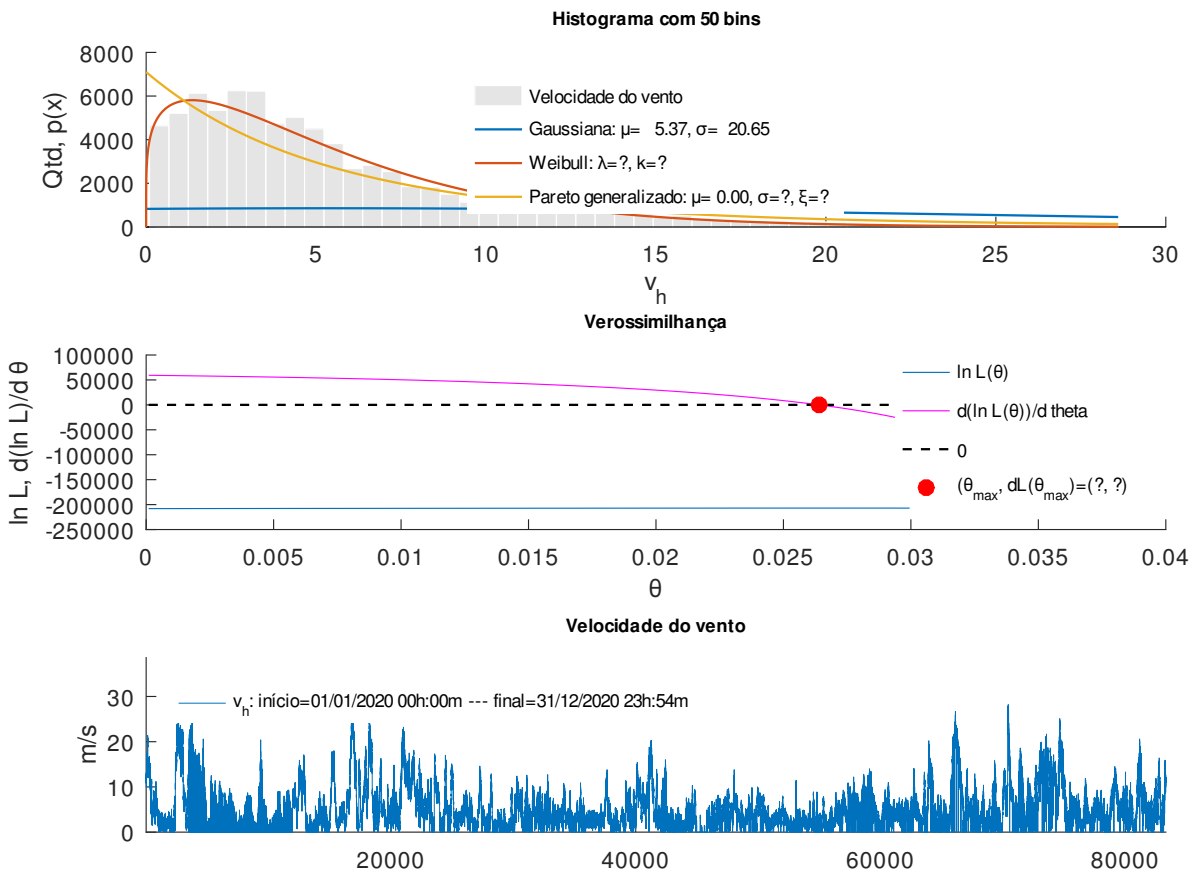 Histograma com 50 bins
8000
6000
4000
2000
0
Qtd, p(x)
Velocidade do vento
Gaussiana: μ= 5.37, σ= 20.65
Weibull: λ=?, k=?
Pareto generalizado: μ= 0.00, σ=?, ξ=?
0 5 10 15 20 25 30
v_h
Verossimilhança
100000
50000
0
-50000
-100000
-150000
-200000
-250000
ln L, d(ln L)/d θ
ln L(θ)
d(ln L(θ))/d theta
0
(θ_max, dL(θ_max)=(?, ?)
0 0.005 0.01 0.015 0.02 0.025 0.03 0.035 0.04
θ
Velocidade do vento
30
20
10
0
m/s
v_h: início=01/01/2020 00h:00m --- final=31/12/2020 23h:54m
20000 40000 60000 80000